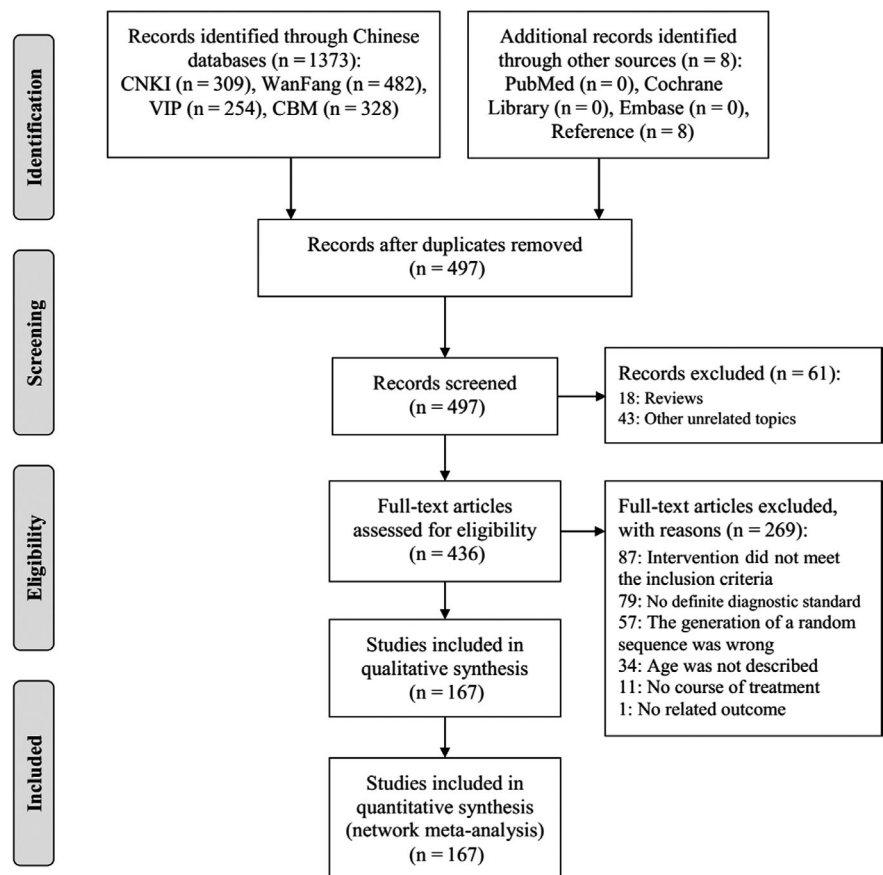 Identification
Records identified through Chinese
databases (n = 1373):
CNKI (n = 309), WanFang (n = 482),
VIP (n = 254), CBM (n = 328)
Additional records identified
through other sources (n = 8):
PubMed (n = 0), Cochrane
Library (n = 0), Embase (n = 0),
Reference (n = 8)
Records after duplicates removed
(n = 497)
Screening
Records screened
(n = 497)
Records excluded (n = 61):
18: Reviews
43: Other unrelated topics
Eligibility
Full-text articles
assessed for eligibility
(n = 436)
Full-text articles excluded,
with reasons (n = 269):
87: Intervention did not meet
the inclusion criteria
79: No definite diagnostic standard
57: The generation of a random
sequence was wrong
34: Age was not described
11: No course of treatment
1: No related outcome
Studies included in
qualitative synthesis
(n = 167)
Included
Studies included in
quantitative synthesis
(network meta-analysis)
(n = 167)